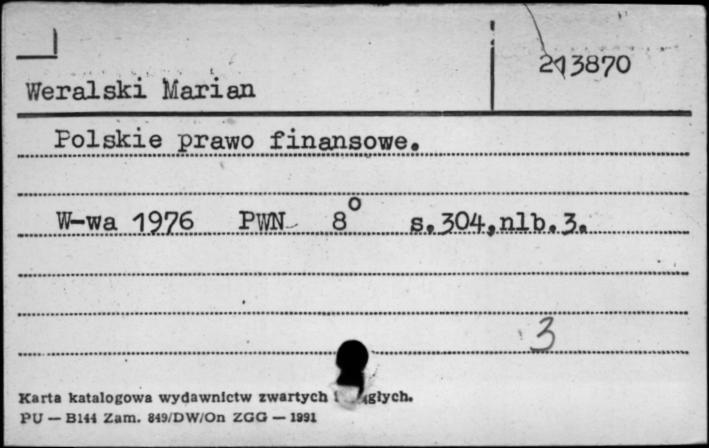 213870
Weralski Marian
Polskie prawo finansowe.
W-wa 1976 PWN 8° s.304,nlb.3.
3
Karta katalogowa wydawnictw zwartych
PU — B144 Zam. 849/DW/On ZGG — 1991